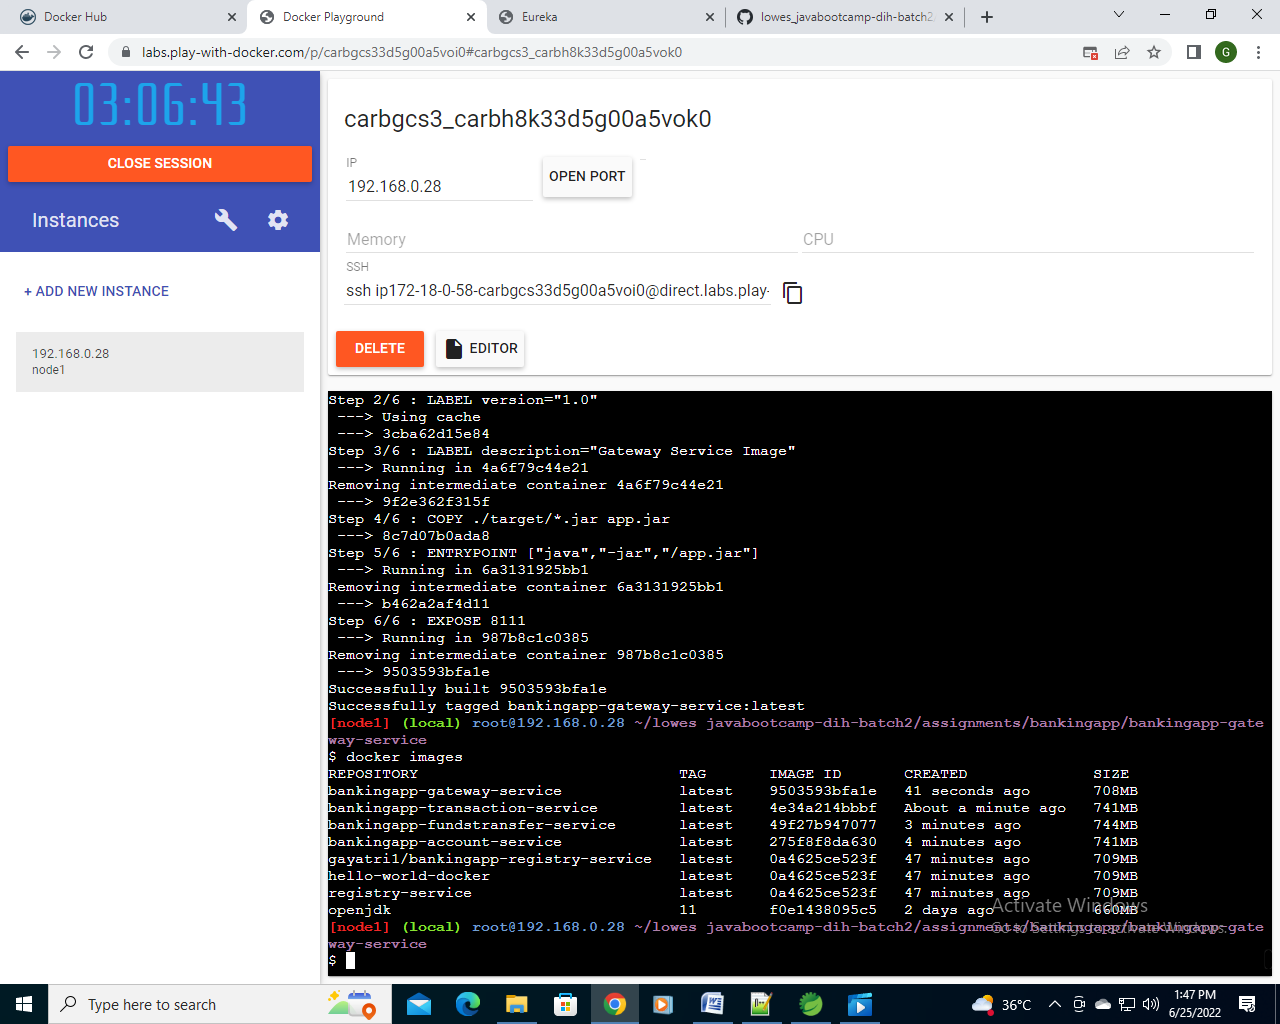 Docker Hub
Docker Playground
Eureka
lowes_javabootcamp-dih-batch2
labs.play-with-docker.com/p/carbgcs33d5g00a5voi0#carbgcs3_carbh8k33d5g00a5vok0
G
03:06:43
CLOSE SESSION
Instances
+ ADD NEW INSTANCE
192.168.0.28
node1
carbgcs3_carbh8k33d5g00a5vok0
IP
192.168.0.28
OPEN PORT
Memory
CPU
SSH
ssh ip172-18-0-58-carbgcs33d5g00a5voi0@direct.labs.play-
DELETE
EDITOR
Step 2/6 : LABEL version="1.0"
 ---> Using cache
 ---> 3cba62d15e84
Step 3/6 : LABEL description="Gateway Service Image"
 ---> Running in 4a6f79c44e21
Removing intermediate container 4a6f79c44e21
 ---> 9f2e362f315f
Step 4/6 : COPY ./target/*.jar app.jar
 ---> 8c7d07b0ada8
Step 5/6 : ENTRYPOINT ["java","-jar","/app.jar"]
 ---> Running in 6a3131925bb1
Removing intermediate container 6a3131925bb1
 ---> b462a2af4d11
Step 6/6 : EXPOSE 8111
 ---> Running in 987b8c1c0385
Removing intermediate container 987b8c1c0385
 ---> 9503593bfa1e
Successfully built 9503593bfa1e
Successfully tagged bankingapp-gateway-service:latest
[node1] (local) root@192.168.0.28 ~/lowes javabootcamp-dih-batch2/assignments/bankingapp/bankingapp-gate
way-service
$ docker images
REPOSITORY TAG IMAGE ID CREATED SIZE
bankingapp-gateway-service latest 9503593bfa1e 41 seconds ago 708MB
bankingapp-transaction-service latest 4e34a214bbbf About a minute ago 741MB
bankingapp-fundstransfer-service latest 49f27b947077 3 minutes ago 744MB
bankingapp-account-service latest 275f8f8da630 4 minutes ago 741MB
gayatri1/bankingapp-registry-service latest 0a4625ce523f 47 minutes ago 709MB
hello-world-docker latest 0a4625ce523f 47 minutes ago 709MB
registry-service latest 0a4625ce523f 47 minutes ago 709MB
openjdk 11 f0e1438095c5 2 days ago 660MB
[node1] (local) root@192.168.0.28 ~/lowes javabootcamp-dih-batch2/assignments/bankingapp/bankingapp-gate
way-service
$
Activate Windows
Go to Settings to activate Windows.
Type here to search
36°C
1:47 PM
6/25/2022